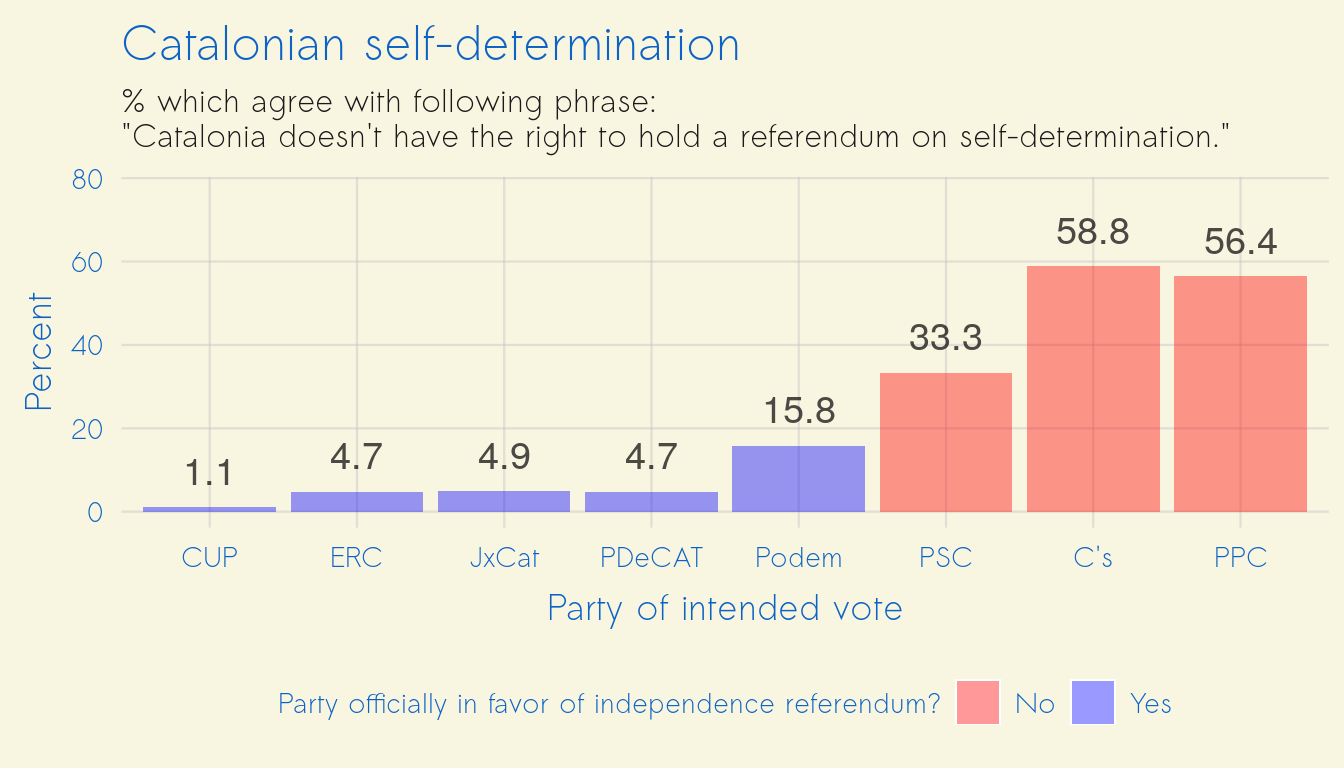 Catalonian self-determination
% which agree with following phrase:
"Catalonia doesn't have the right to hold a referendum on self-determination."
Percent
80
60
40
20
0
1.1
4.7
4.9
4.7
15.8
33.3
58.8
56.4
CUP
ERC
JxCat
PDeCAT
Podem
PSC
C's
PPC
Party of intended vote
Party officially in favor of independence referendum? No Yes